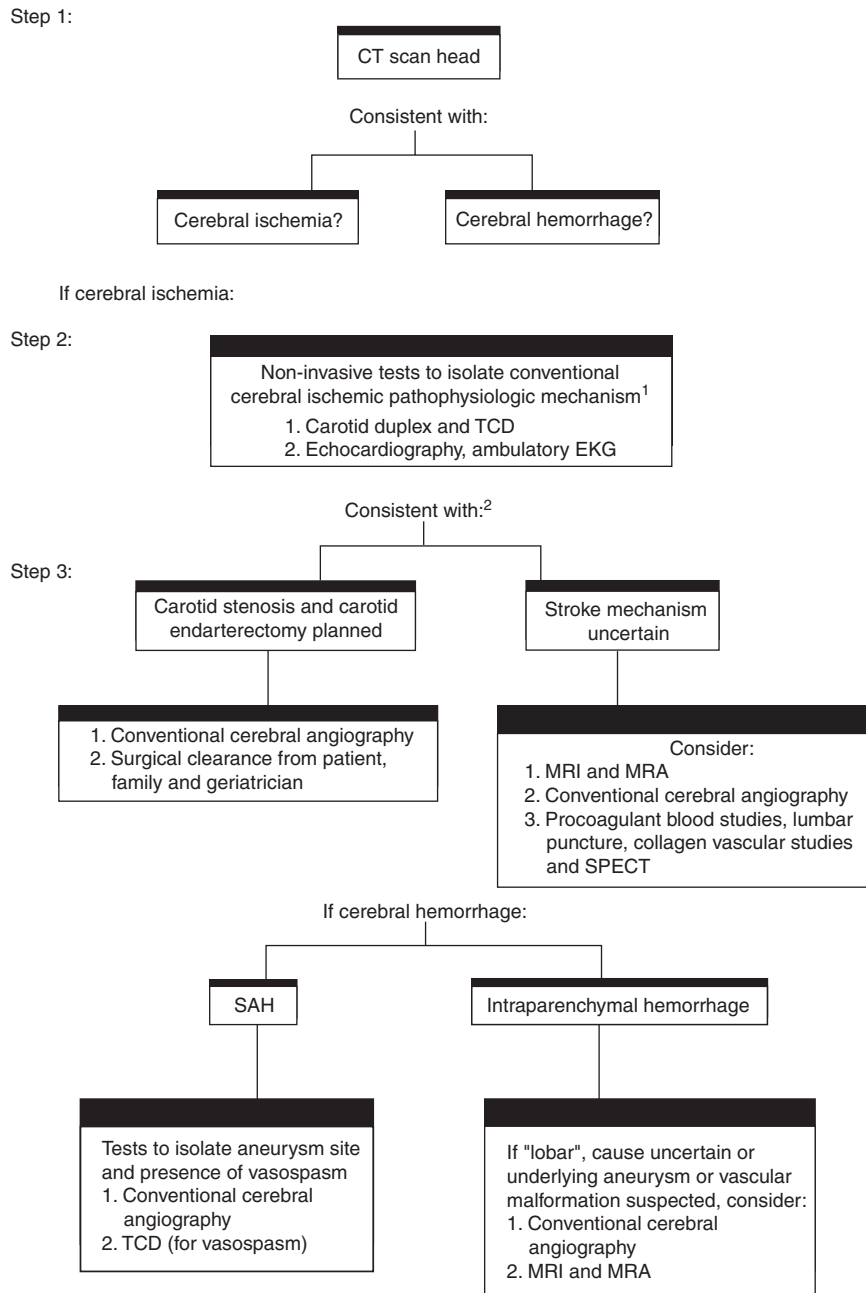 Step 1:
CT scan head
Consistent with:
Cerebral ischemia?
Cerebral hemorrhage?
If cerebral ischemia:
Step 2:
Non-invasive tests to isolate conventional
cerebral ischemic pathophysiologic mechanism1
1. Carotid duplex and TCD
2. Echocardiography, ambulatory EKG
Consistent with:2
Step 3:
Carotid stenosis and carotid
endarterectomy planned
Stroke mechanism
uncertain
1. Conventional cerebral angiography
2. Surgical clearance from patient,
family and geriatrician
Consider:
1. MRI and MRA
2. Conventional cerebral angiography
3. Procoagulant blood studies, lumbar
puncture, collagen vascular studies
and SPECT
If cerebral hemorrhage:
SAH
Intraparenchymal hemorrhage
Tests to isolate aneurysm site
and presence of vasospasm
1. Conventional cerebral
angiography
2. TCD (for vasospasm)
If "lobar", cause uncertain or
underlying aneurysm or vascular
malformation suspected, consider:
1. Conventional cerebral
angiography
2. MRI and MRA